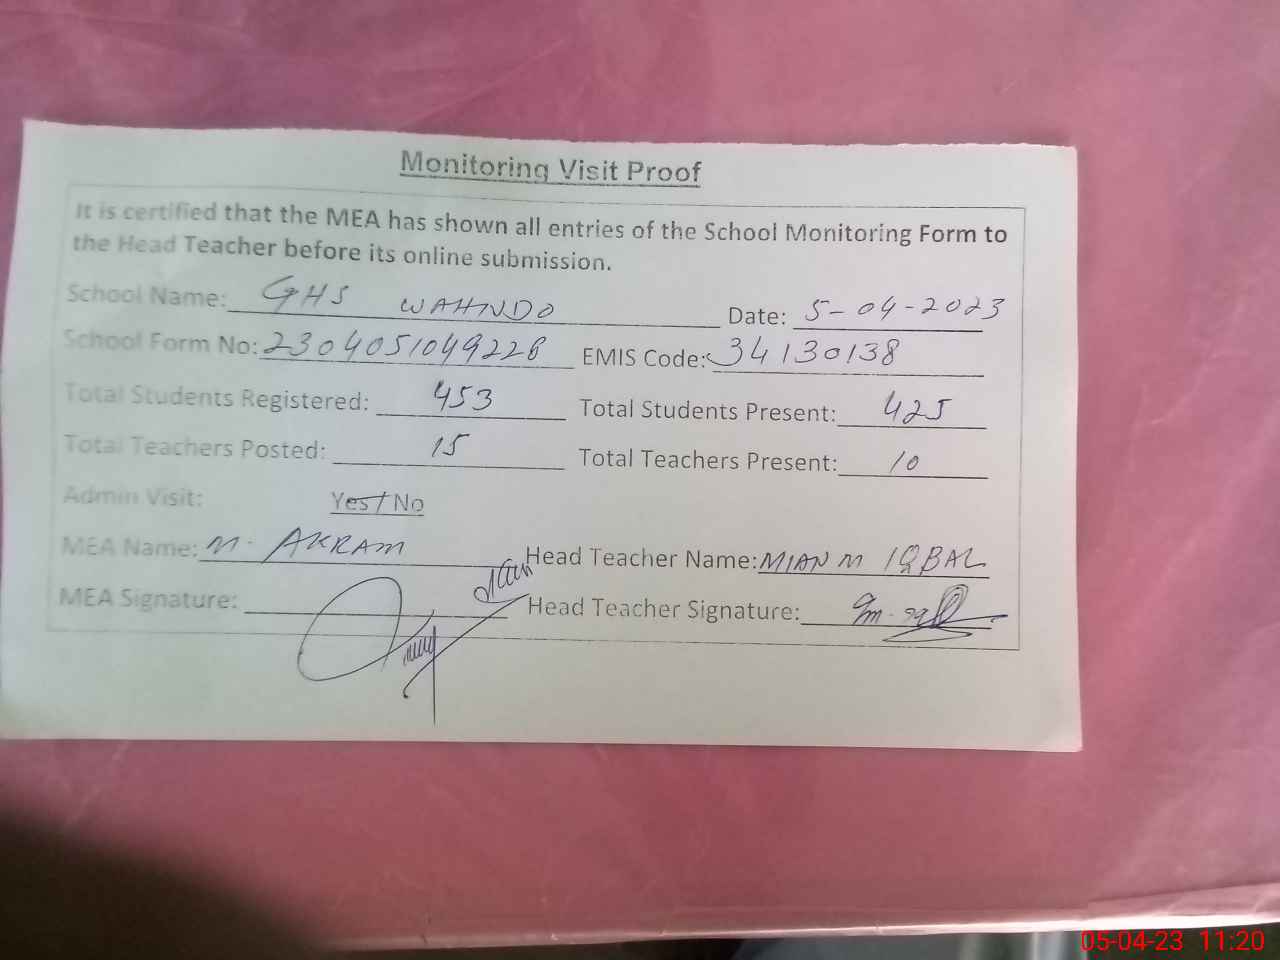 Monitoring Visit Proof
It is certified that the MEA has shown all entries of the School Monitoring Form to
the Head Teacher before its online submission.
School Name: GHS WAHNDO Date: 5-04-2023
School Form No: 2304051049228 EMIS Code: 34130138
Total Students Registered: 453 Total Students Present: 425
Total Teachers Posted: 15 Total Teachers Present: 10
Admin Visit: Yes/No
MEA Name: M. AKRAM Head Teacher Name: MIAN M IQBAL
MEA Signature: Head Teacher Signature:
05-04-23 11:20